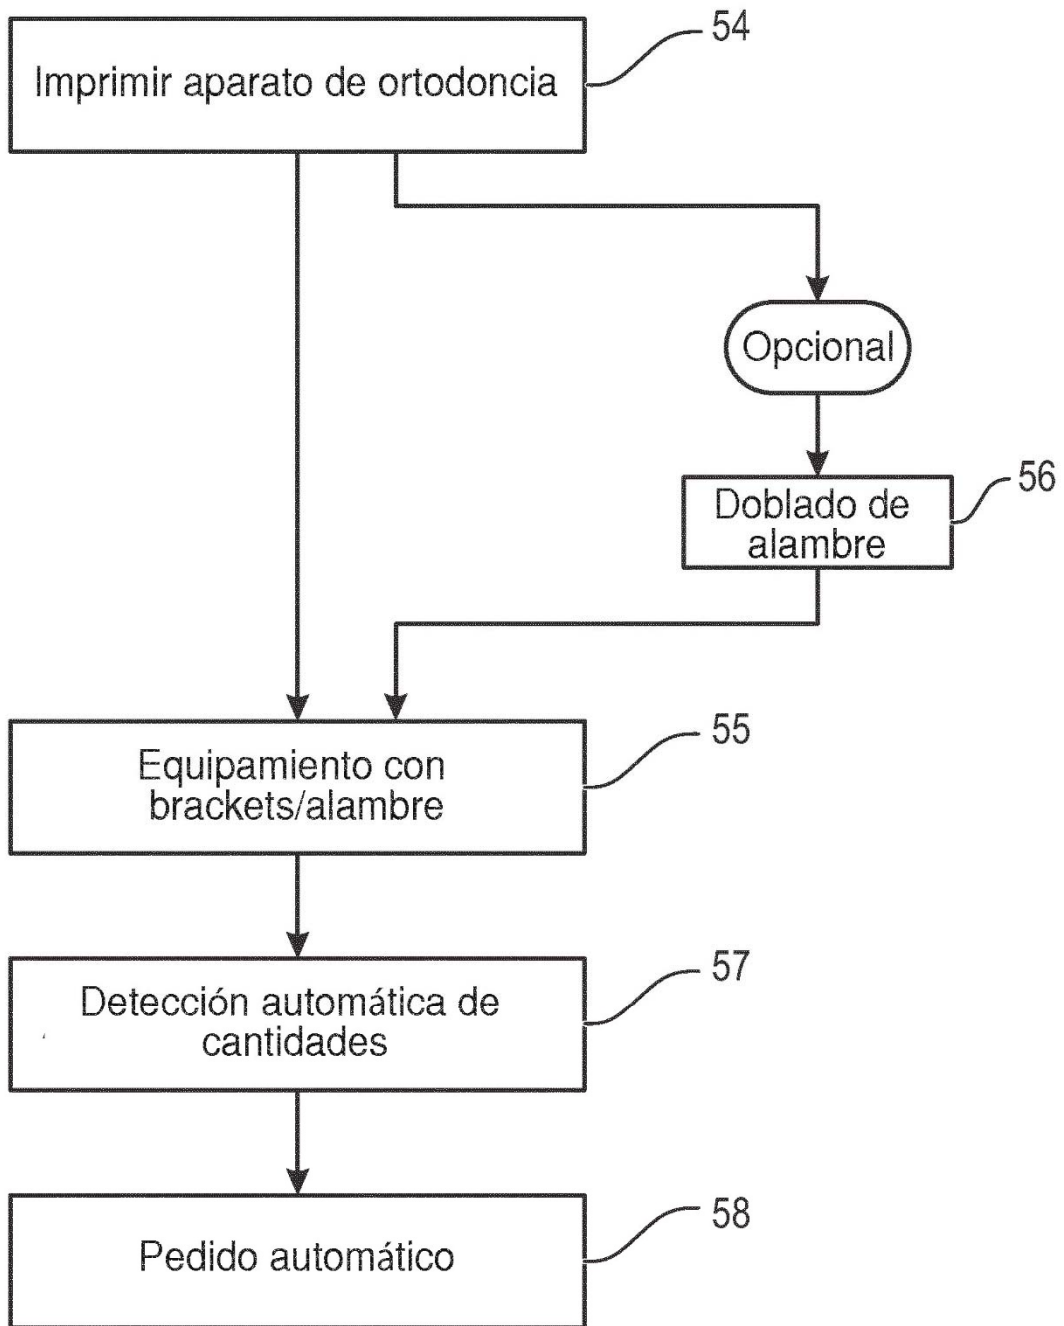 54
Imprimir aparato de ortodoncia
Opcional
56
Doblado de
alambre
55
Equipamiento con
brackets/alambre
57
Detección automática de
cantidades
58
Pedido automático